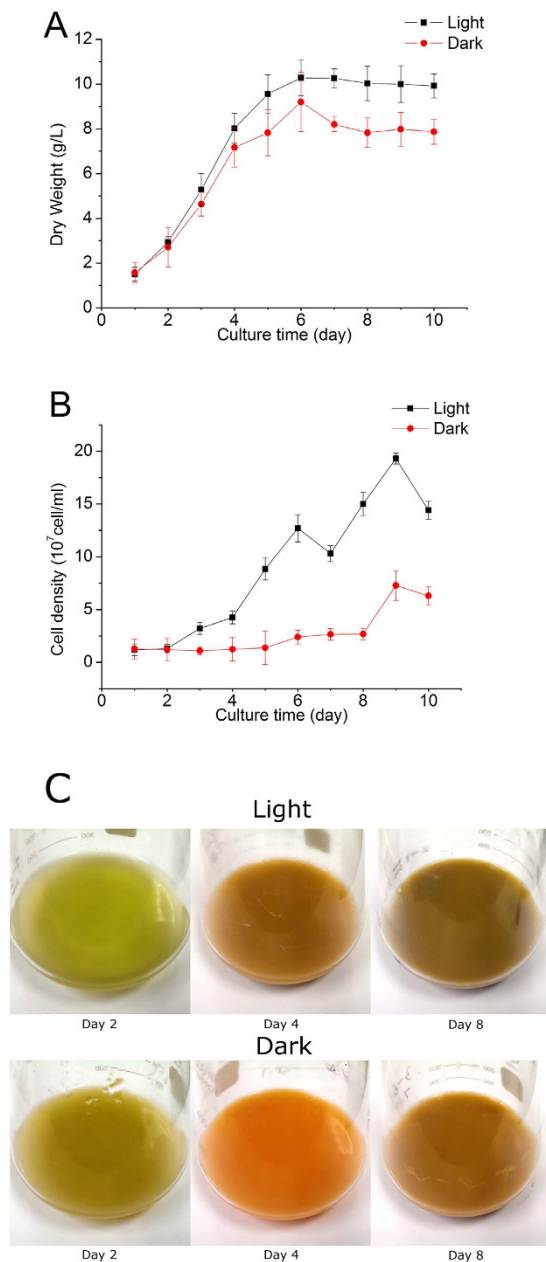 A
Light
Dark
Dry Weight (g/L)
12
10
8
6
4
2
0
0 2 4 6 8 10
Culture time (day)
B
Light
Dark
Cell density (10⁷cell/ml)
20
15
10
5
0
0 2 4 6 8 10
Culture time (day)
C
Light
Day 2
Day 4
Day 8
Dark
Day 2
Day 4
Day 8